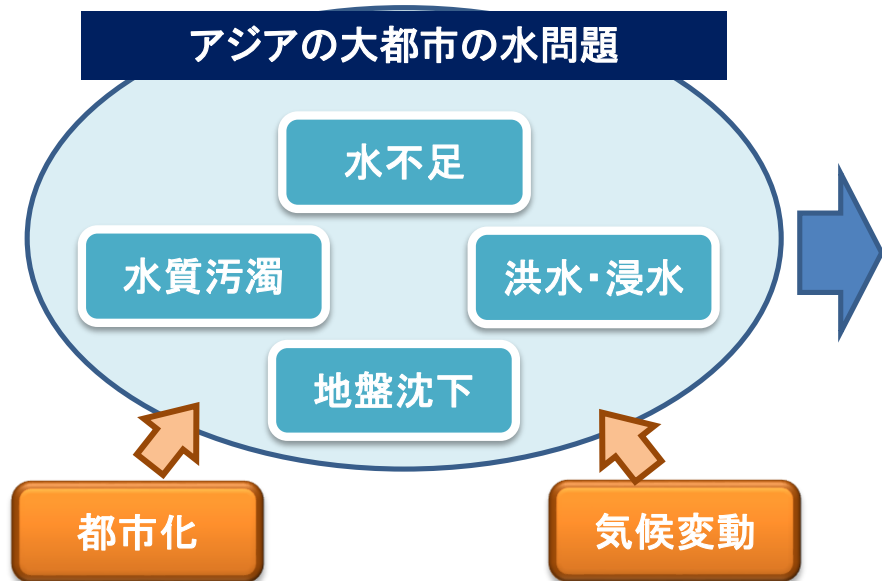 アジアの大都市の水問題
水不足
水質汚濁
洪水・浸水
地盤沈下
都市化
気候変動